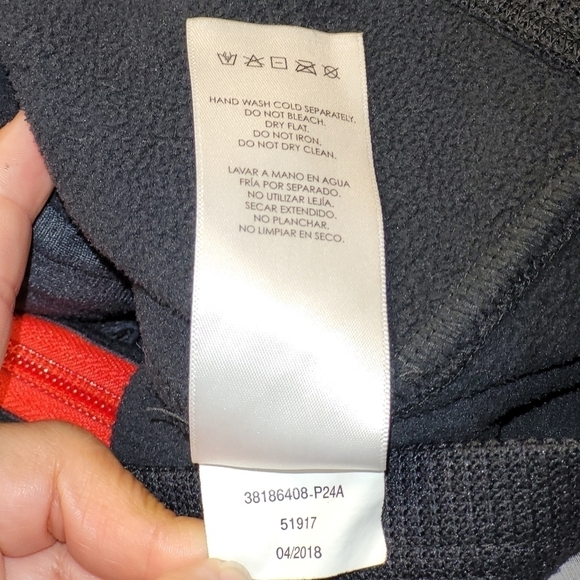 HAND WASH COLD SEPARATELY.
DO NOT BLEACH.
DRY FLAT.
DO NOT IRON.
DO NOT DRY CLEAN.
LAVAR A MANO EN AGUA
FRÍA POR SEPARADO.
NO UTILIZAR LEJÍA.
SECAR EXTENDIDO.
NO PLANCHAR.
NO LIMPIAR EN SECO.
38186408-P24A
51917
04/2018